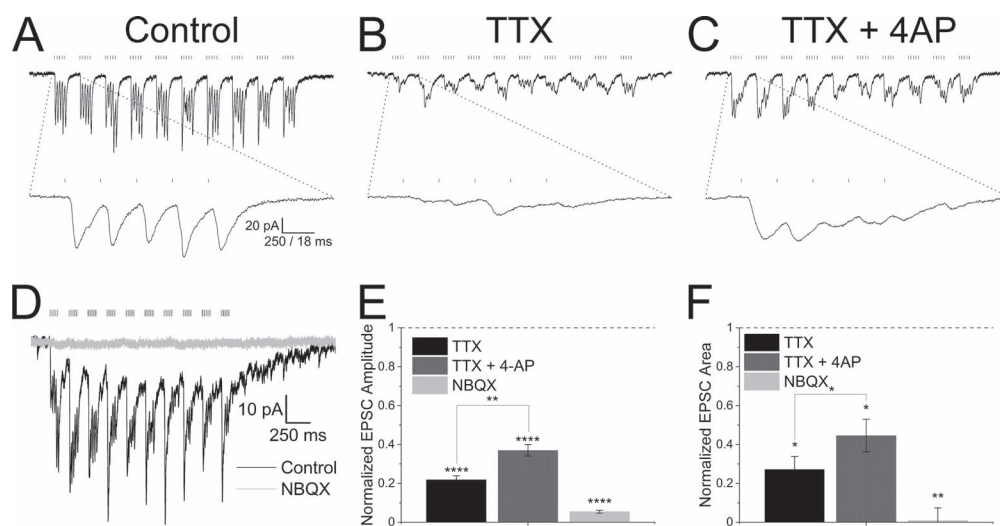 A Control
B TTX
C TTX + 4AP
20 pA
250 / 18 ms
D
10 pA
250 ms
Control
NBQX
E
Normalized EPSC Amplitude
1
0.8
0.6
0.4
0.2
0
TTX
TTX + 4-AP
NBQX
**
****
****
****
F
Normalized EPSC Area
1
0.8
0.6
0.4
0.2
0
TTX
TTX + 4AP
NBQX
*
*
*
**